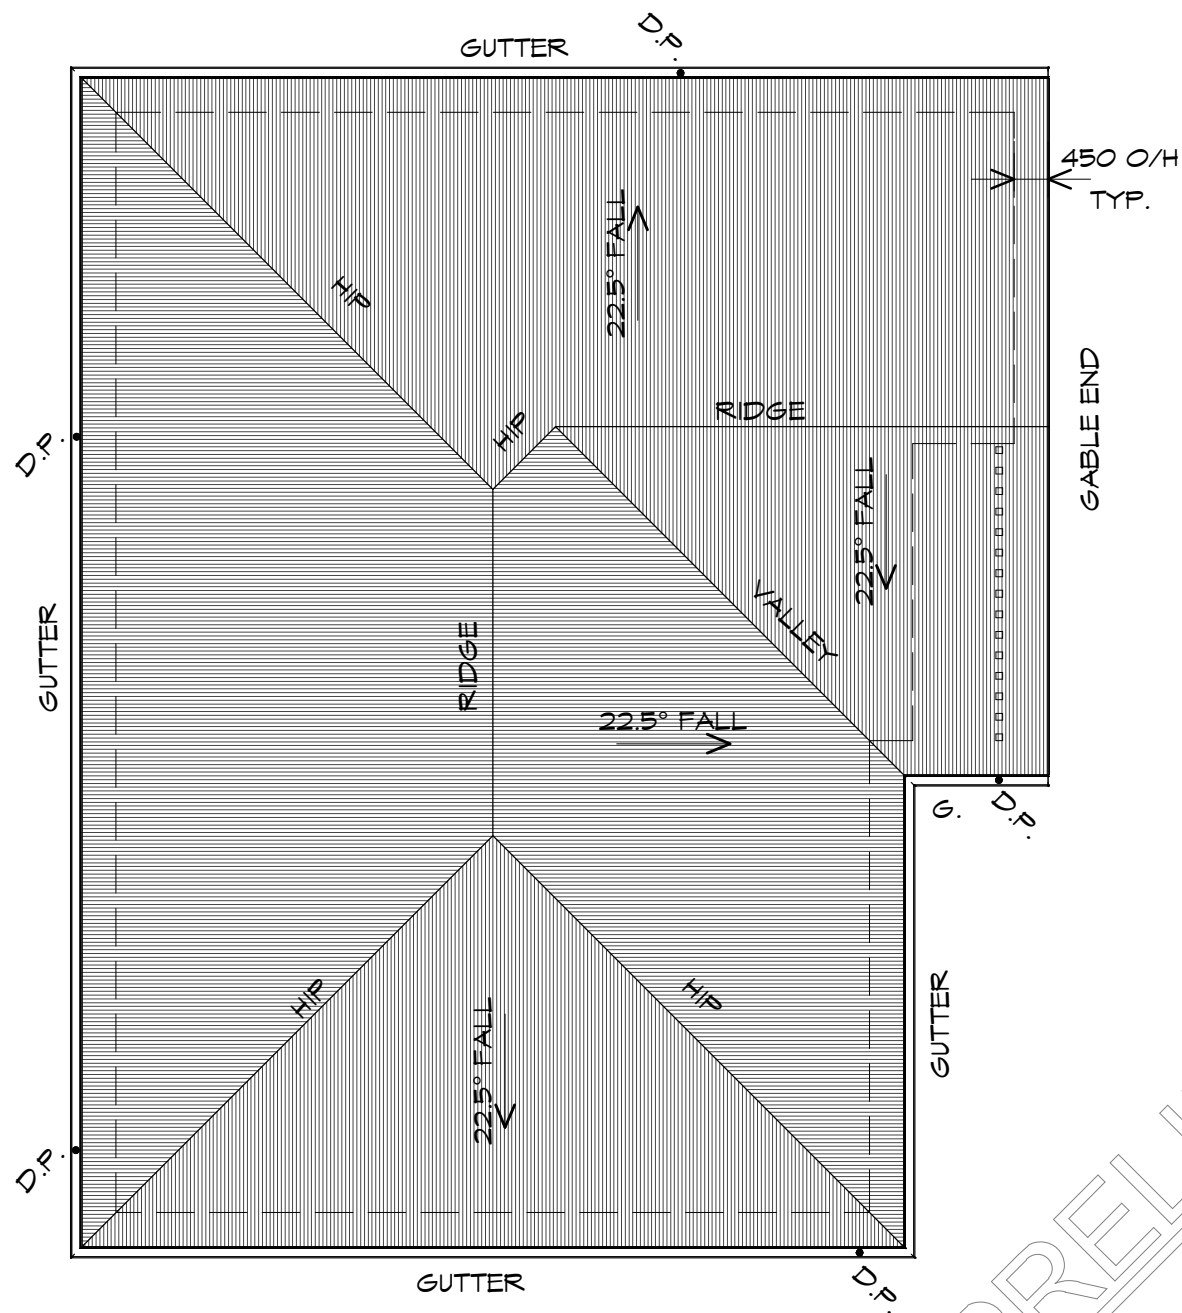 D.P.
GUTTER
450 O/H
TYP.
22.5° FALL
HIP
GABLE END
RIDGE
HIP
D.P.
22.5° FALL
VALLEY
GUTTER
RIDGE
22.5° FALL
G.
D.P.
HIP
HIP
GUTTER
22.5° FALL
D.P.
GUTTER
D.P.